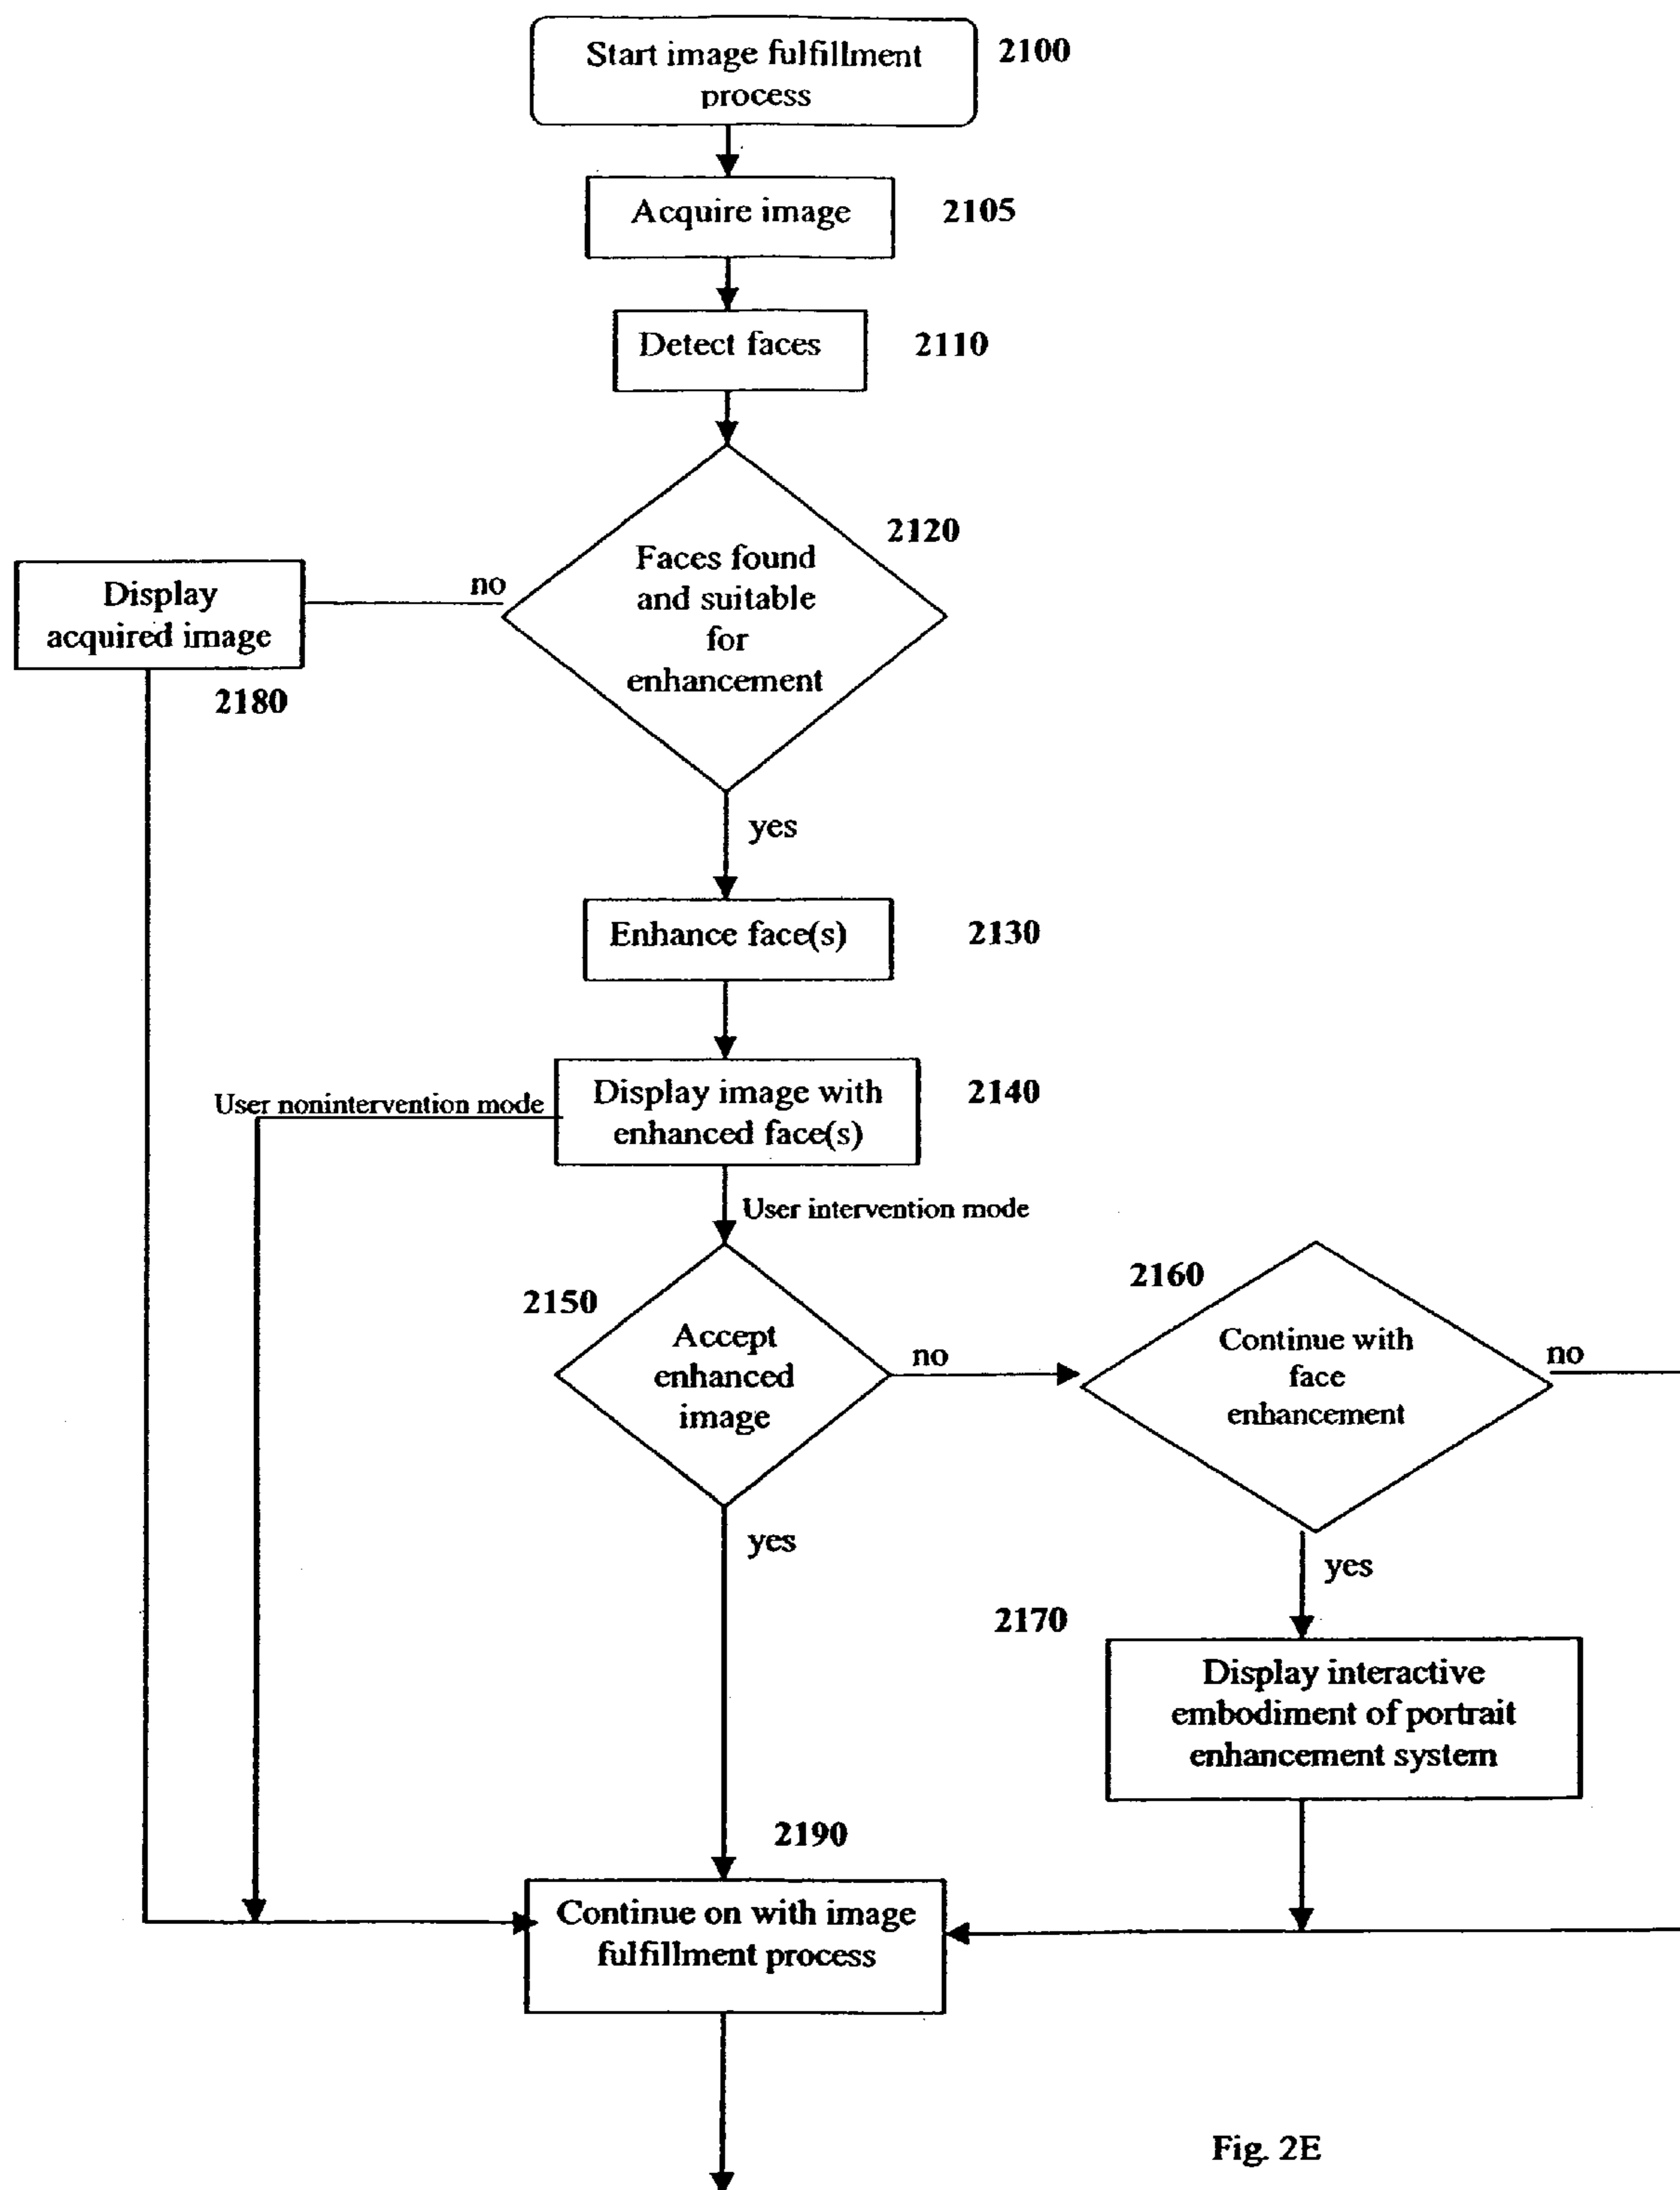 Start image fulfillment
process
2100
Acquire image
2105
Detect faces
2110
2120
Faces found
and suitable
for
enhancement
no
Display
acquired image
2180
yes
Enhance face(s)
2130
Display image with
enhanced face(s)
2140
User nonintervention mode
User intervention mode
2150
Accept
enhanced
image
no
2160
Continue with
face
enhancement
no
yes
yes
2170
Display interactive
embodiment of portrait
enhancement system
2190
Continue on with image
fulfillment process
Fig. 2E